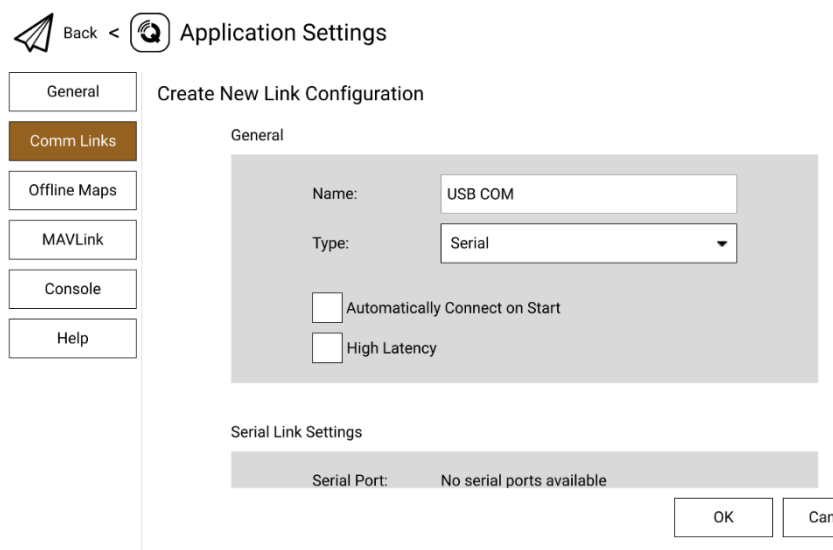 Back < Application Settings
General
Comm Links
Offline Maps
MAVLink
Console
Help
Create New Link Configuration
General
Name: USB COM
Type: Serial
Automatically Connect on Start
High Latency
Serial Link Settings
Serial Port: No serial ports available
OK